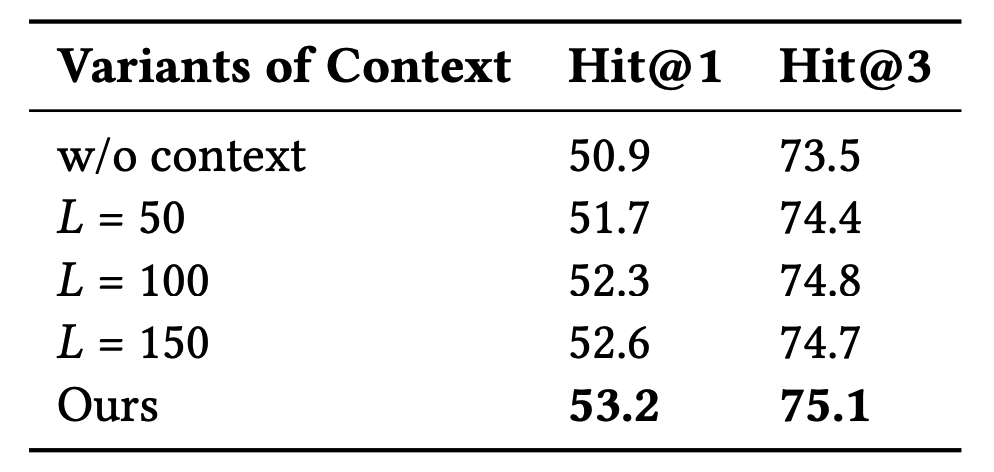 Variants of Context Hit@1 Hit@3
w/o context 50.9 73.5
L = 50 51.7 74.4
L = 100 52.3 74.8
L = 150 52.6 74.7
Ours 53.2 75.1